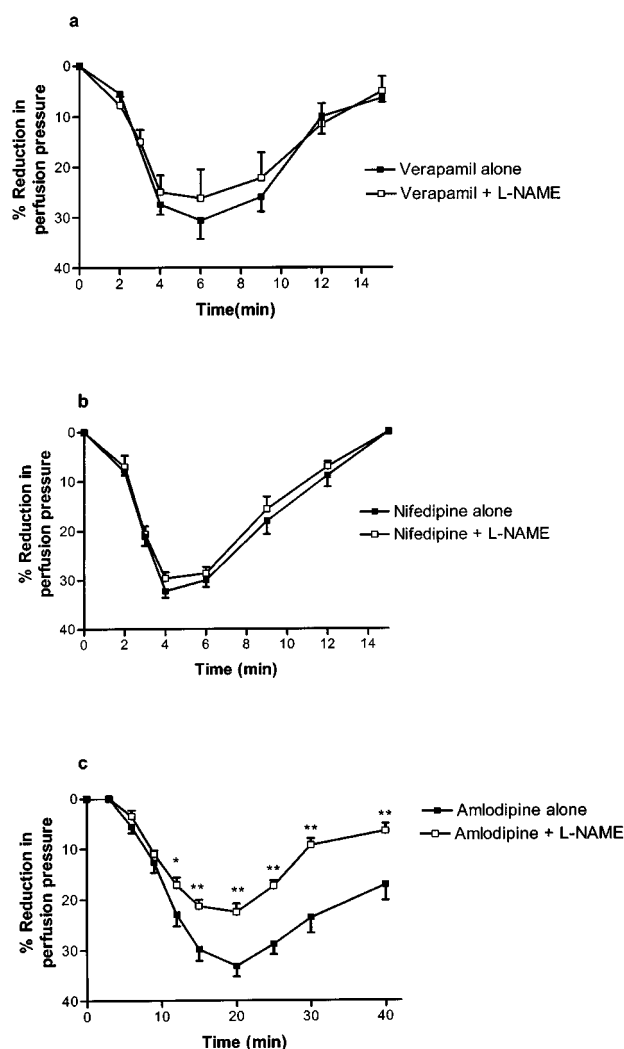 a
% Reduction in
perfusion pressure
0
10
20
30
40
0 2 4 6 8 10 12 14
Time(min)
Verapamil alone
Verapamil + L-NAME
b
% Reduction in
perfusion pressure
0
10
20
30
40
0 2 4 6 8 10 12 14
Time (min)
Nifedipine alone
Nifedipine + L-NAME
c
% Reduction in
perfusion pressure
0
10
20
30
40
* ** ** ** ** **
0 10 20 30 40
Time (min)
Amlodipine alone
Amlodipine + L-NAME